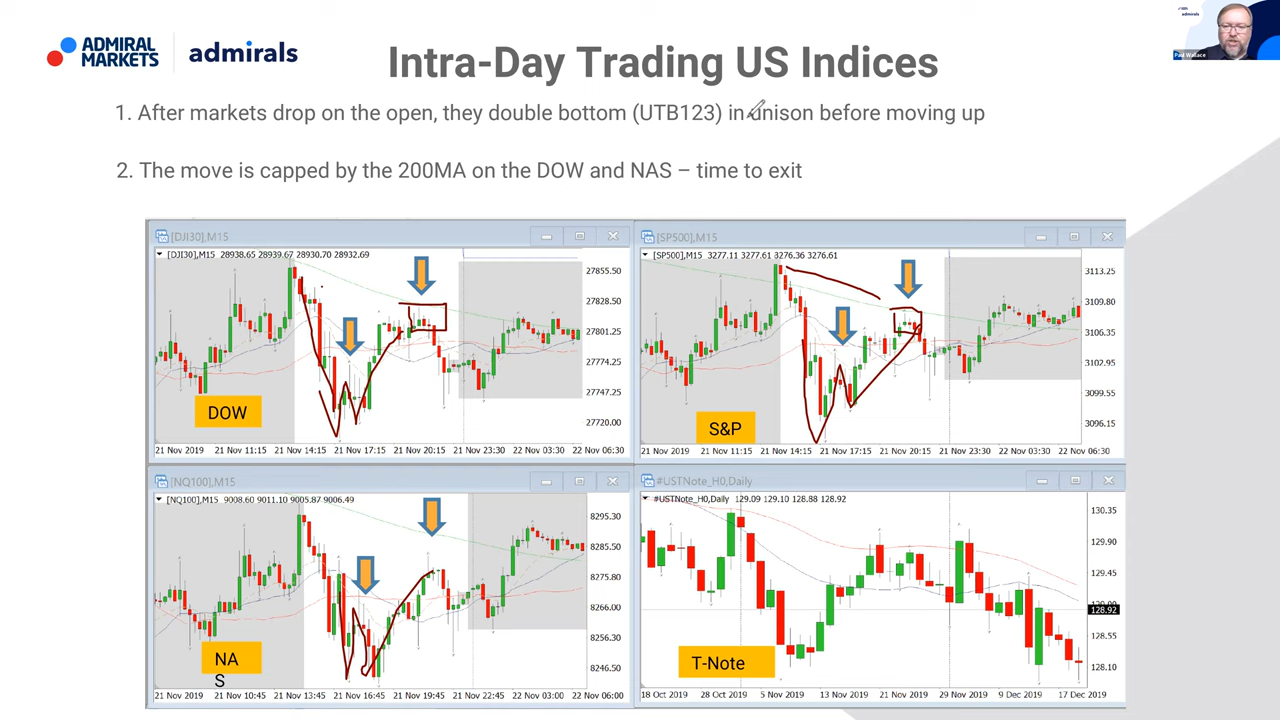 ADMIRAL
MARKETS
admirals
Intra-Day Trading US Indices
admirals
Paul Wallace
1. After markets drop on the open, they double bottom (UTB123) in unison before moving up
2. The move is capped by the 200MA on the DOW and NAS – time to exit
[DJI30],M15
[DJI30],M15 28938.65 28939.67 28930.70 28932.69
27855.50
27828.50
27801.25
27774.25
27747.25
27720.00
DOW
21 Nov 2019 21 Nov 11:15 21 Nov 14:15 21 Nov 17:15 21 Nov 20:15 21 Nov 23:30 22 Nov 03:30 22 Nov 06:30
[SP500],M15
[SP500],M15 3277.11 3277.61 3276.36 3276.61
3113.25
3109.80
3106.35
3102.95
3099.55
3096.15
S&P
21 Nov 2019 21 Nov 11:15 21 Nov 14:15 21 Nov 17:15 21 Nov 20:15 21 Nov 23:30 22 Nov 03:30 22 Nov 06:30
[NQ100],M15
[NQ100],M15 9008.60 9011.10 9005.87 9006.49
8295.30
8285.50
8275.80
8266.00
8256.30
8246.50
NA
S
21 Nov 2019 21 Nov 10:45 21 Nov 13:45 21 Nov 16:45 21 Nov 19:45 21 Nov 22:45 22 Nov 03:00 22 Nov 06:00
#USTNote_H0,Daily
#USTNote_H0,Daily 129.09 129.10 128.88 128.92
130.35
129.90
129.45
128.92
128.55
128.10
T-Note
18 Oct 2019 28 Oct 2019 5 Nov 2019 13 Nov 2019 21 Nov 2019 29 Nov 2019 9 Dec 2019 17 Dec 2019